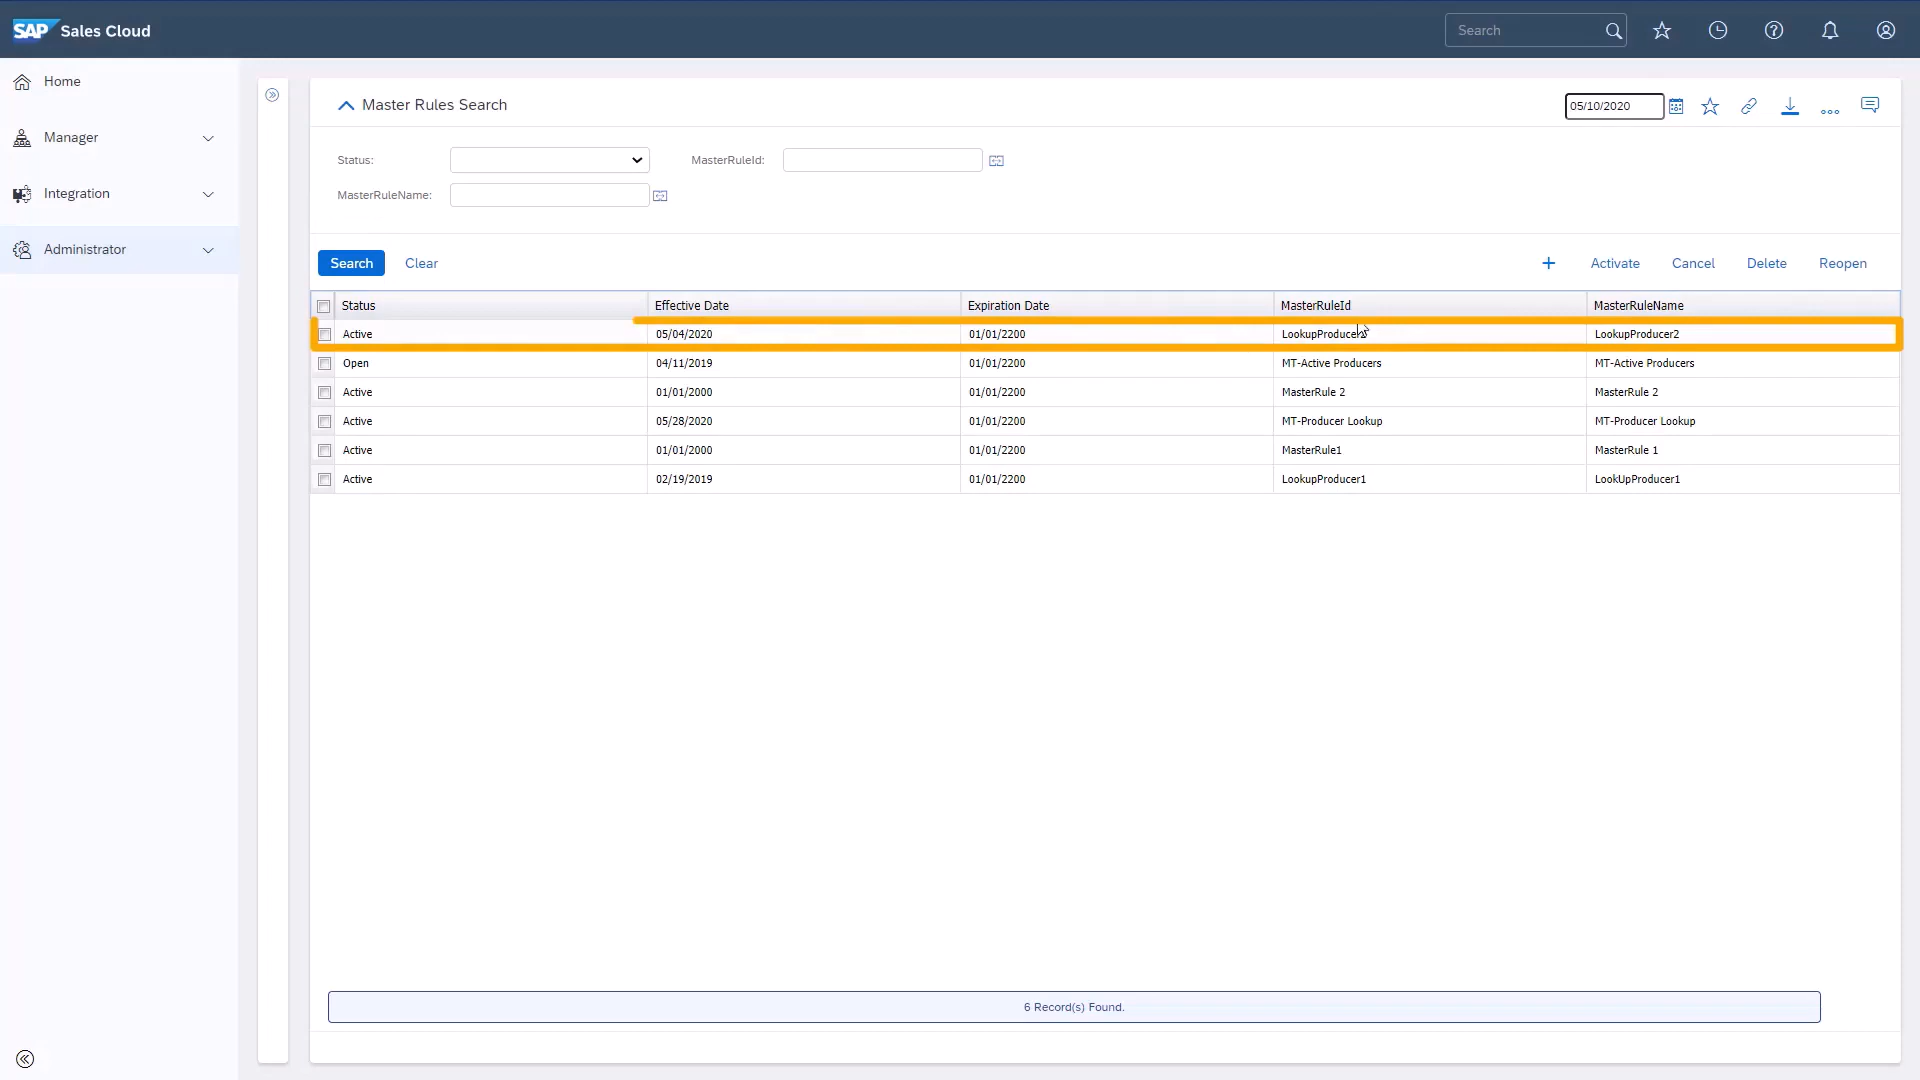 SAP Sales Cloud
Search
Home
Manager
Integration
Administrator
Master Rules Search
05/10/2020
Status:
MasterRuleId:
MasterRuleName:
Search Clear
+ Activate Cancel Delete Reopen
Status Effective Date Expiration Date MasterRuleId MasterRuleName
Active 05/04/2020 01/01/2200 LookupProducer2 LookupProducer2
Open 04/11/2019 01/01/2200 MT-Active Producers MT-Active Producers
Active 01/01/2000 01/01/2200 MasterRule 2 MasterRule 2
Active 05/28/2020 01/01/2200 MT-Producer Lookup MT-Producer Lookup
Active 01/01/2000 01/01/2200 MasterRule1 MasterRule 1
Active 02/19/2019 01/01/2200 LookupProducer1 LookUpProducer1
6 Record(s) Found.